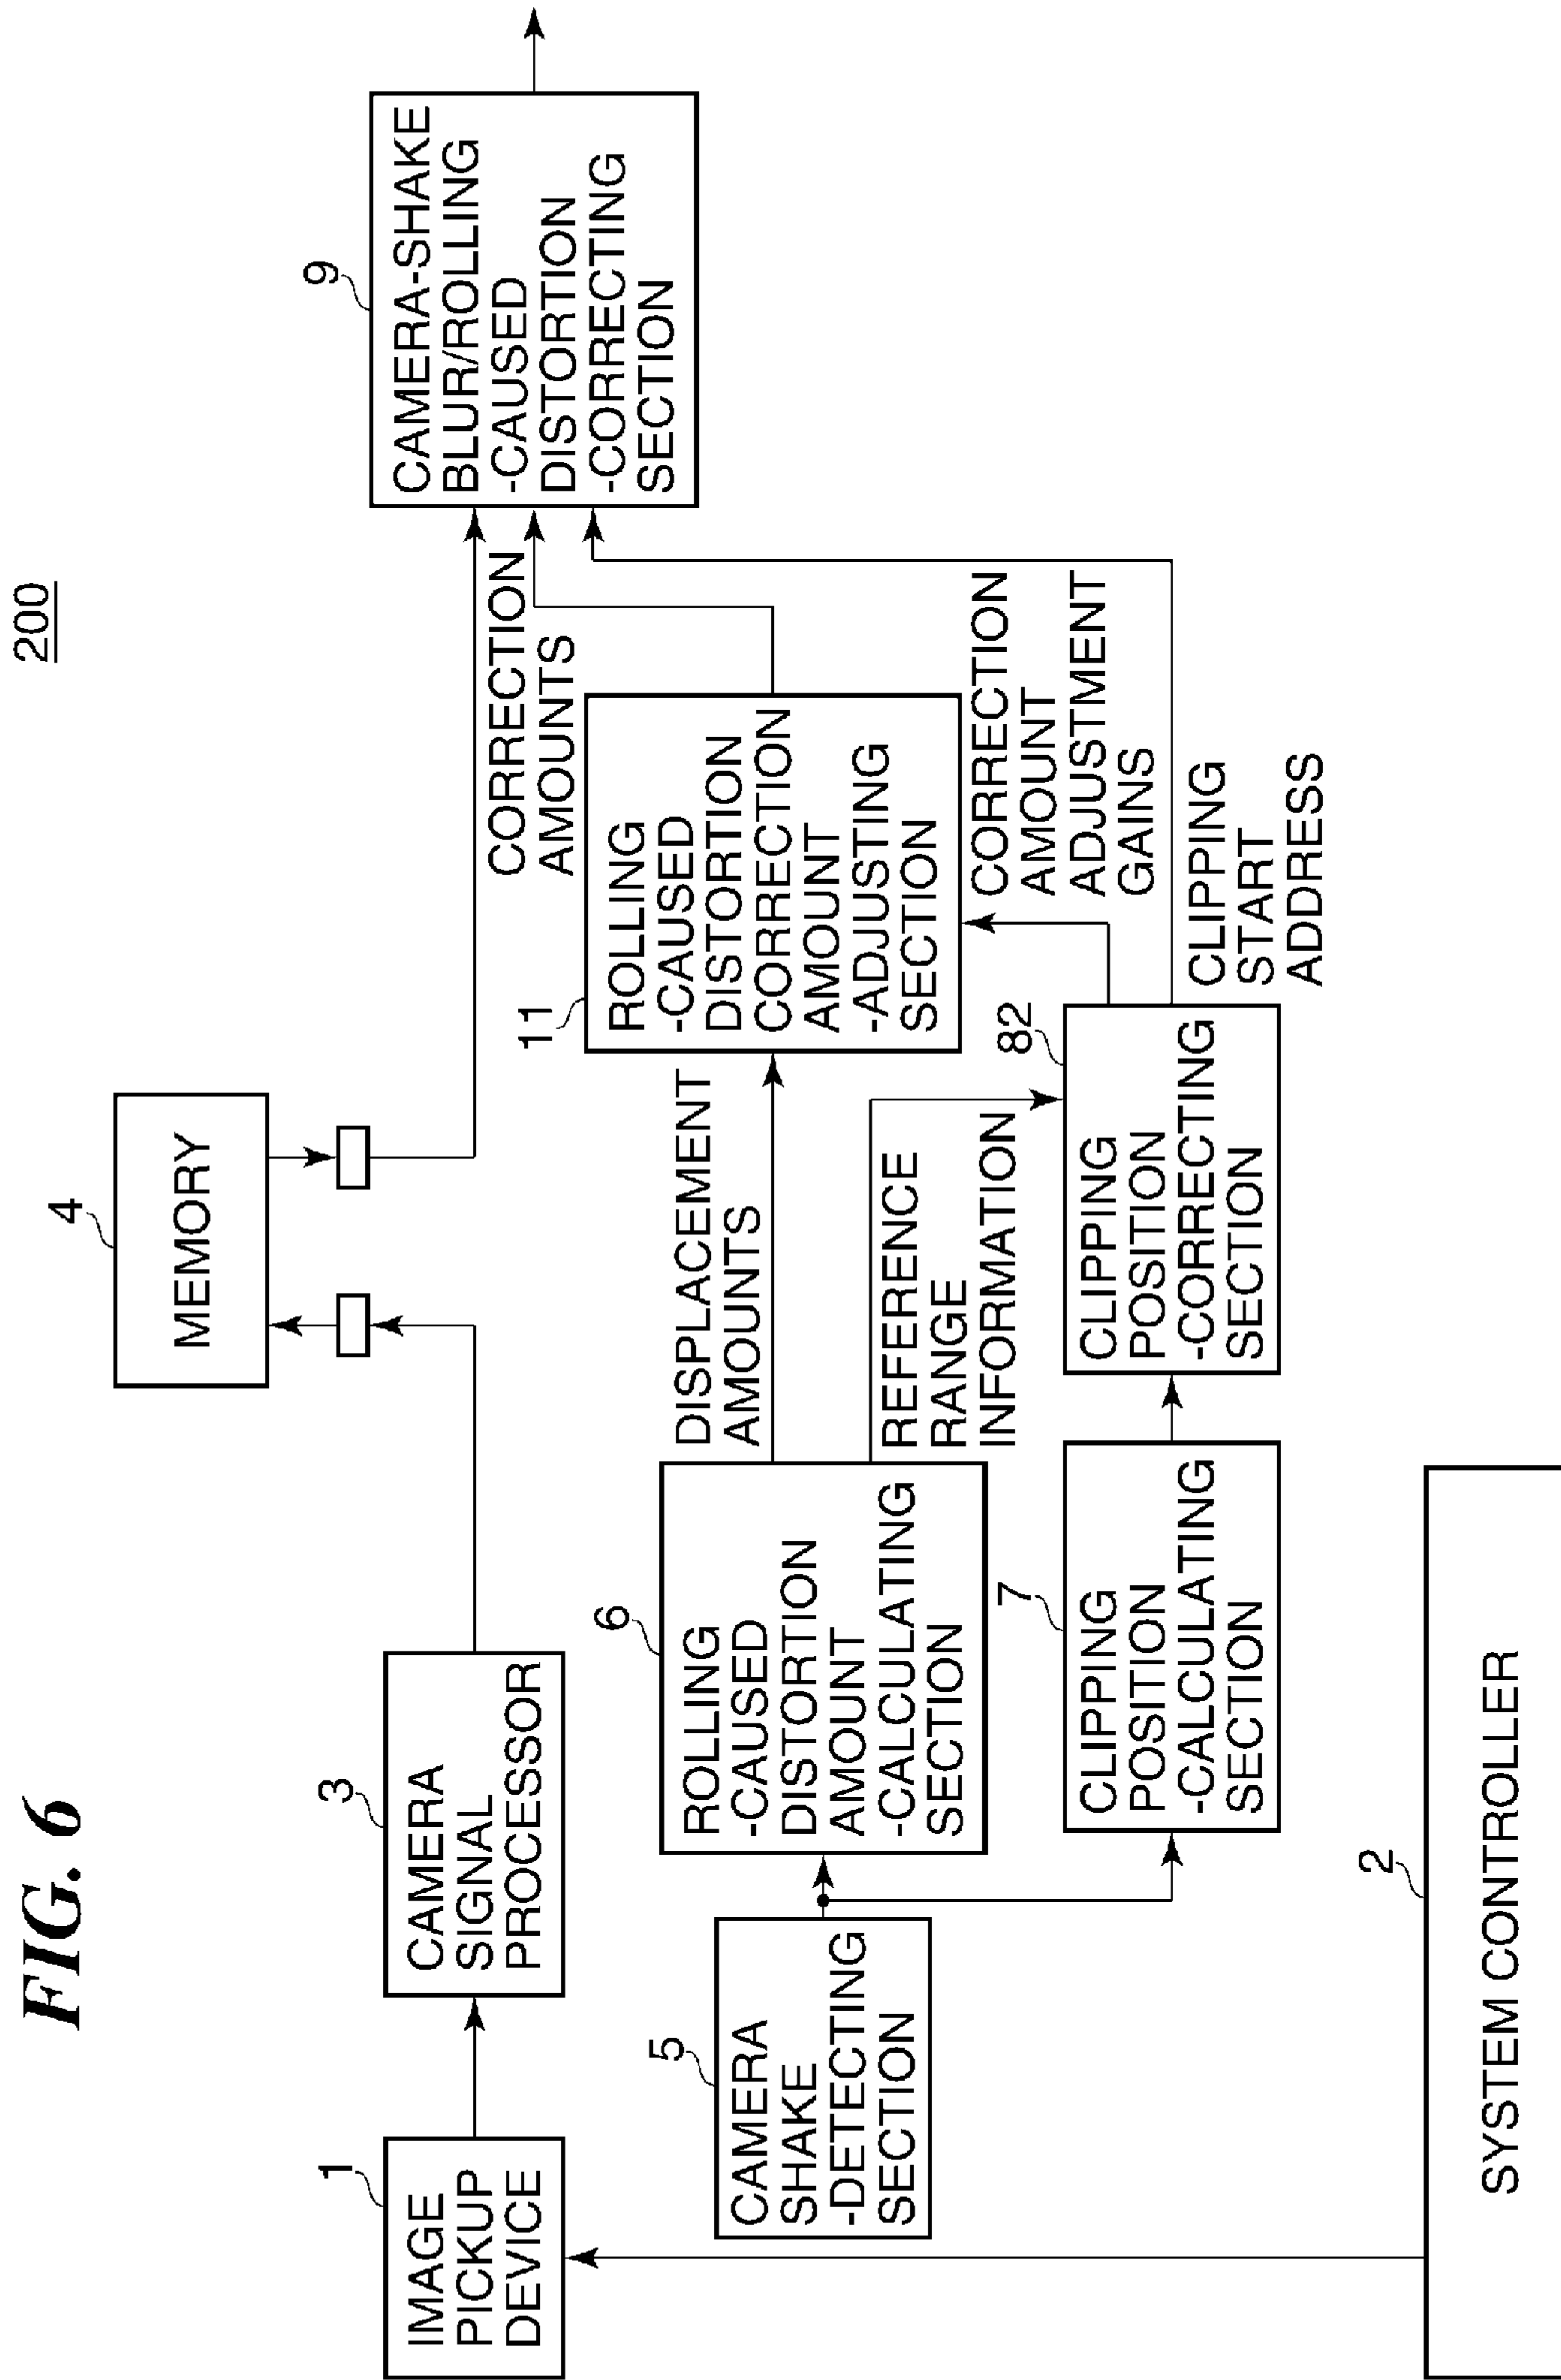 FIG. 6
200
1
IMAGE
PICKUP
DEVICE
3
CAMERA
SIGNAL
PROCESSOR
4
MEMORY
9
CAMERA-SHAKE
BLUR/ROLLING
-CAUSED
DISTORTION
-CORRECTING
SECTION
CORRECTION
AMOUNTS
5
CAMERA
SHAKE
-DETECTING
SECTION
6
ROLLING
-CAUSED
DISTORTION
AMOUNT
-CALCULATING
SECTION
DISPLACEMENT
AMOUNTS
REFERENCE
RANGE
INFORMATION
11
ROLLING
-CAUSED
DISTORTION
CORRECTION
AMOUNT
-ADJUSTING
SECTION
CORRECTION
AMOUNT
ADJUSTMENT
GAINS
7
CLIPPING
POSITION
-CALCULATING
SECTION
82
CLIPPING
POSITION
-CORRECTING
SECTION
CLIPPING
START
ADDRESS
2
SYSTEM CONTROLLER